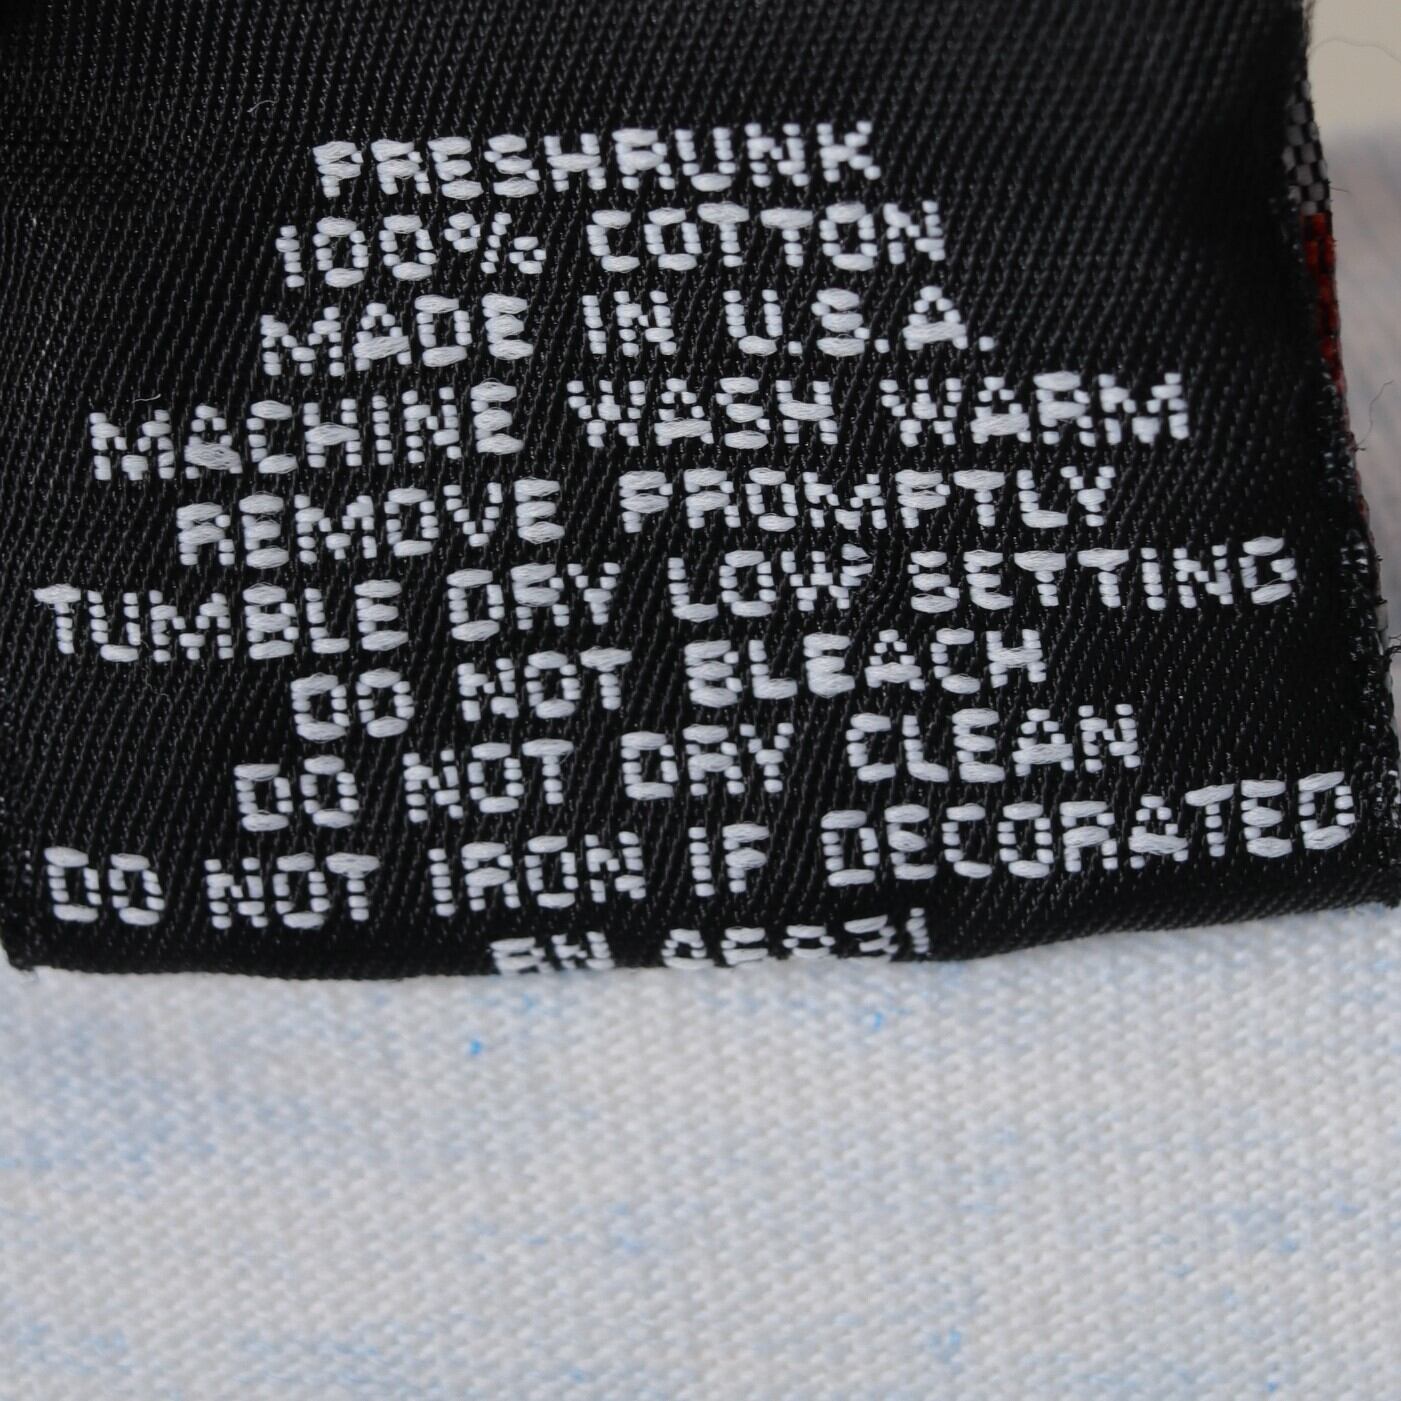 PRESHRUNK
100% COTTON
MADE IN U.S.A.
MACHINE WASH WARM
REMOVE PROMPTLY
TUMBLE DRY LOW SETTING
DO NOT BLEACH
DO NOT DRY CLEAN
DO NOT IRON IF DECORATED
RN